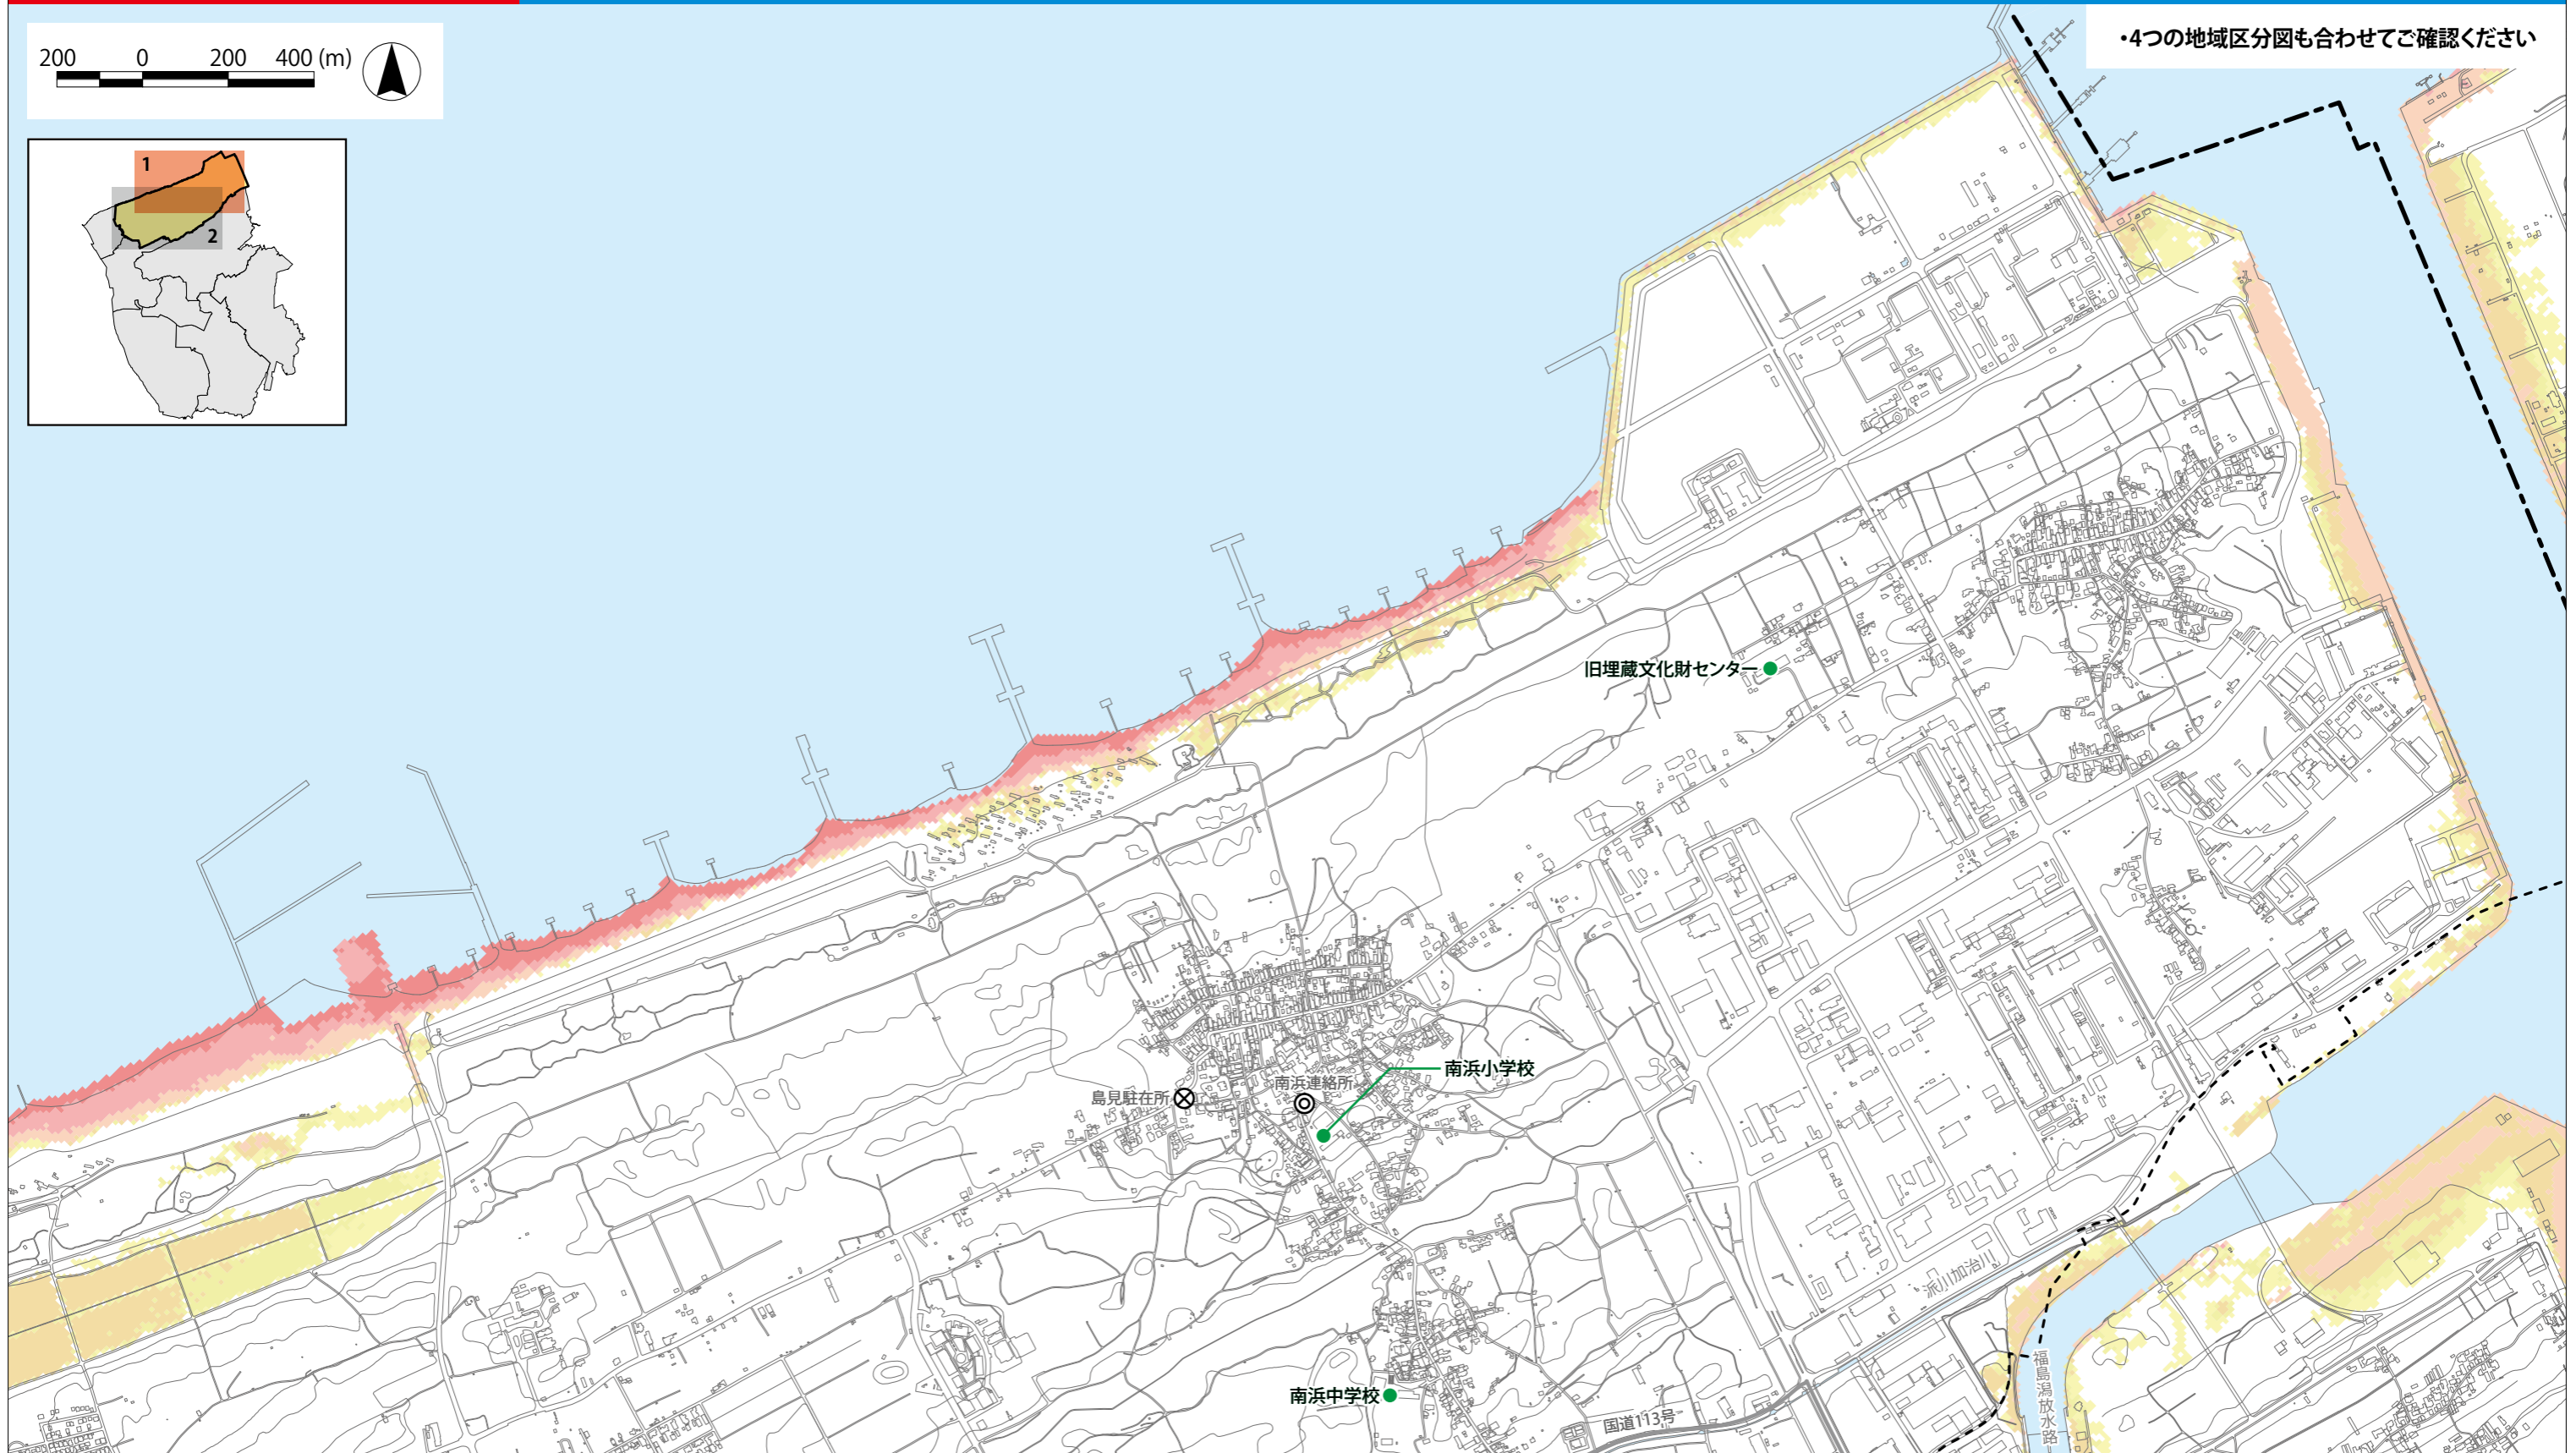 200 0 200 400 (m)
•4つの地域区分図も合わせてご確認ください
1
2
旧埋蔵文化財センター
南浜小学校
南浜連絡所
島見駐在所
派川加治川
南浜中学校
国道113号
福島潟放水路